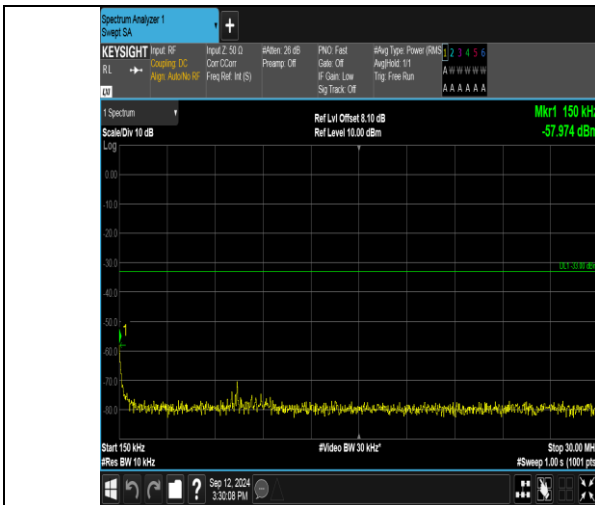 Spectrum Analyzer 1
Swept SA
+
KEYSIGHT Input: RF Input Z: 50 Ω #Atten: 26 dB PNO: Fast #Avg Type: Power (RMS 1 2 3 4 5 6
RL Coupling: DC Corr CCorr Preamp: Off Gate: Off Avg|Hold: 1/1 A W W W W W
Align: Auto/No RF Freq Ref: Int (S) IF Gain: Low Trig: Free Run
Sig Track: Off A A A A A A
LXI
1 Spectrum Ref Lvl Offset 8.10 dB Mkr1 150 kHz
Scale/Div 10 dB Ref Level 10.00 dBm -57.974 dBm
Log
0.00
-10.0
-20.0
-30.0
DL1 -33.00 dBm
-40.0
-50.0
1
-60.0
-70.0
-80.0
Start 150 kHz #Video BW 30 kHz* Stop 30.00 MH
#Res BW 10 kHz #Sweep 1.00 s (1001 pts
? Sep 12, 2024
3:30:08 PM